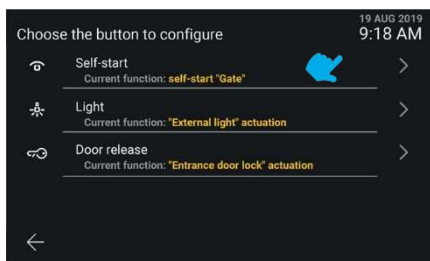 19 AUG 2019
Choose the button to configure 9:18 AM
Self-start
Current function: self-start "Gate"
Light
Current function: "External light" actuation
Door release
Current function: "Entrance door lock" actuation